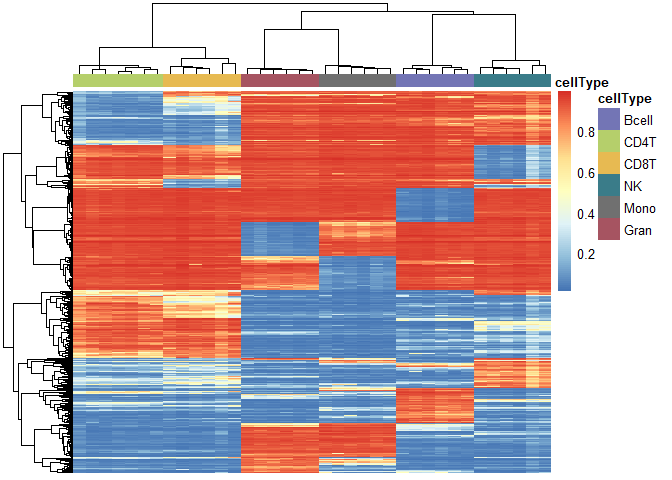 cellType
cellType
0.8
0.6
0.4
0.2
Bcell
CD4T
CD8T
NK
Mono
Gran